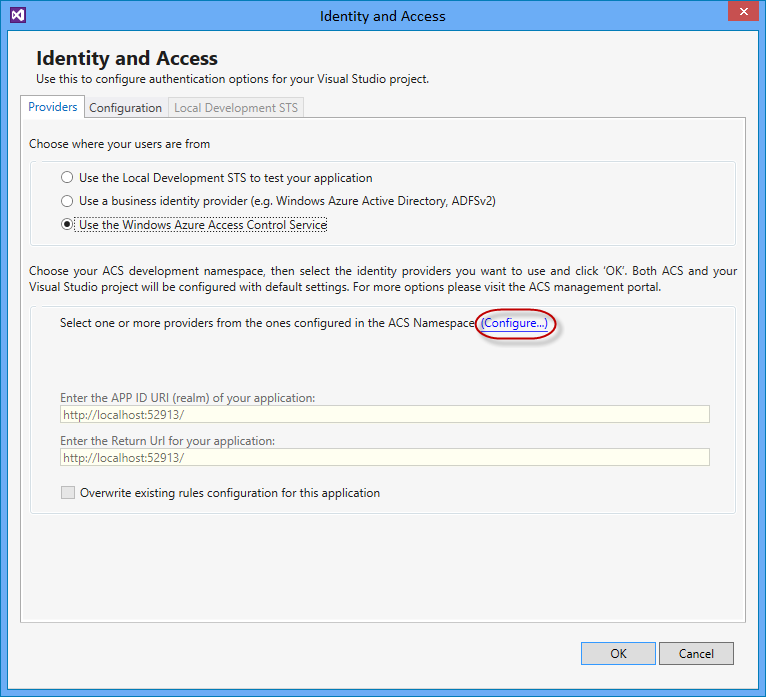 Identity and Access
Identity and Access
Use this to configure authentication options for your Visual Studio project.
Providers
Configuration
Local Development STS
Choose where your users are from
Use the Local Development STS to test your application
Use a business identity provider (e.g. Windows Azure Active Directory, ADFSv2)
Use the Windows Azure Access Control Service
Choose your ACS development namespace, then select the identity providers you want to use and click ‘OK’. Both ACS and your
Visual Studio project will be configured with default settings. For more options please visit the ACS management portal.
Select one or more providers from the ones configured in the ACS Namespace (Configure...)
Enter the APP ID URI (realm) of your application:
http://localhost:52913/
Enter the Return Url for your application:
http://localhost:52913/
Overwrite existing rules configuration for this application
OK
Cancel